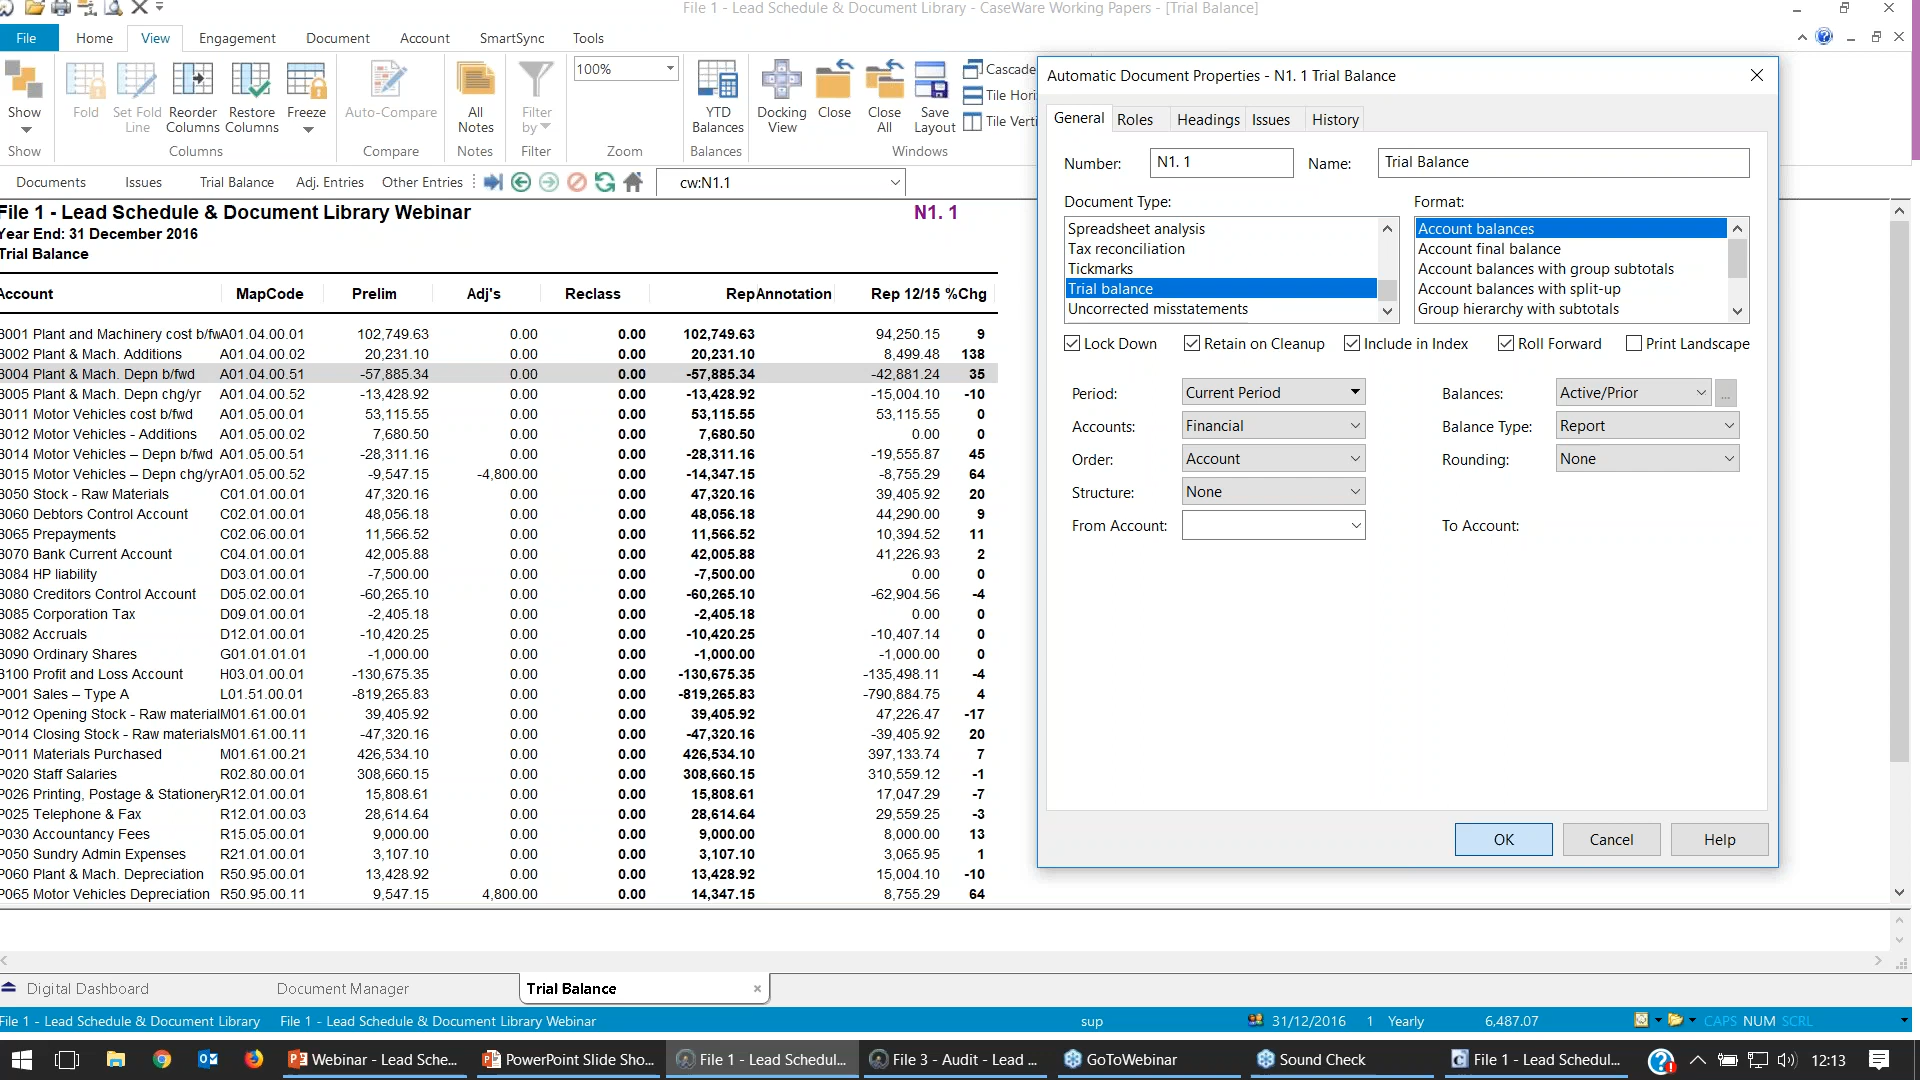 File 1 - Lead Schedule & Document Library - CaseWare Working Papers - [Trial Balance]
File Home View Engagement Document Account SmartSync Tools
100%
Show Fold Set Fold Line Reorder Columns Restore Columns Freeze Auto-Compare All Notes Filter by YTD Balances Docking View Close Close All Save Layout
Cascade
Tile Hori
Tile Verti
Show Columns Compare Notes Filter Zoom Balances Windows
Documents Issues Trial Balance Adj. Entries Other Entries cw:N1.1
File 1 - Lead Schedule & Document Library Webinar N1. 1
Year End: 31 December 2016
Trial Balance
Account MapCode Prelim Adj's Reclass Rep Annotation Rep 12/15 %Chg
B001 Plant and Machinery cost b/fw A01.04.00.01 102,749.63 0.00 0.00 102,749.63 94,250.15 9
B002 Plant & Mach. Additions A01.04.00.02 20,231.10 0.00 0.00 20,231.10 8,499.48 138
B004 Plant & Mach. Depn b/fwd A01.04.00.51 -57,885.34 0.00 0.00 -57,885.34 -42,881.24 35
B005 Plant & Mach. Depn chg/yr A01.04.00.52 -13,428.92 0.00 0.00 -13,428.92 -15,004.10 -10
B011 Motor Vehicles cost b/fwd A01.05.00.01 53,115.55 0.00 0.00 53,115.55 53,115.55 0
B012 Motor Vehicles - Additions A01.05.00.02 7,680.50 0.00 0.00 7,680.50 0.00 0
B014 Motor Vehicles – Depn b/fwd A01.05.00.51 -28,311.16 0.00 0.00 -28,311.16 -19,555.87 45
B015 Motor Vehicles – Depn chg/yr A01.05.00.52 -9,547.15 -4,800.00 0.00 -14,347.15 -8,755.29 64
B050 Stock - Raw Materials C01.01.00.01 47,320.16 0.00 0.00 47,320.16 39,405.92 20
B060 Debtors Control Account C02.01.00.01 48,056.18 0.00 0.00 48,056.18 44,290.00 9
B065 Prepayments C02.06.00.01 11,566.52 0.00 0.00 11,566.52 10,394.52 11
B070 Bank Current Account C04.01.00.01 42,005.88 0.00 0.00 42,005.88 41,226.93 2
B084 HP liability D03.01.00.01 -7,500.00 0.00 0.00 -7,500.00 0.00 0
B080 Creditors Control Account D05.02.00.01 -60,265.10 0.00 0.00 -60,265.10 -62,904.56 -4
B085 Corporation Tax D09.01.00.01 -2,405.18 0.00 0.00 -2,405.18 0.00 0
B082 Accruals D12.01.00.01 -10,420.25 0.00 0.00 -10,420.25 -10,407.14 0
B090 Ordinary Shares G01.01.01.01 -1,000.00 0.00 0.00 -1,000.00 -1,000.00 0
B100 Profit and Loss Account H03.01.00.01 -130,675.35 0.00 0.00 -130,675.35 -135,498.11 -4
P001 Sales – Type A L01.51.00.01 -819,265.83 0.00 0.00 -819,265.83 -790,884.75 4
P012 Opening Stock - Raw material M01.61.00.01 39,405.92 0.00 0.00 39,405.92 47,226.47 -17
P014 Closing Stock - Raw materials M01.61.00.11 -47,320.16 0.00 0.00 -47,320.16 -39,405.92 20
P011 Materials Purchased M01.61.00.21 426,534.10 0.00 0.00 426,534.10 397,133.74 7
P020 Staff Salaries R02.80.00.01 308,660.15 0.00 0.00 308,660.15 310,559.12 -1
P026 Printing, Postage & Stationery R12.01.00.01 15,808.61 0.00 0.00 15,808.61 17,047.29 -7
P025 Telephone & Fax R12.01.00.03 28,614.64 0.00 0.00 28,614.64 29,559.25 -3
P030 Accountancy Fees R15.05.00.01 9,000.00 0.00 0.00 9,000.00 8,000.00 13
P050 Sundry Admin Expenses R21.01.00.01 3,107.10 0.00 0.00 3,107.10 3,065.95 1
P060 Plant & Mach. Depreciation R50.95.00.01 13,428.92 0.00 0.00 13,428.92 15,004.10 -10
P065 Motor Vehicles Depreciation R50.95.00.11 9,547.15 4,800.00 0.00 14,347.15 8,755.29 64
Automatic Document Properties - N1. 1 Trial Balance
General Roles Headings Issues History
Number: N1. 1 Name: Trial Balance
Document Type: Format:
Spreadsheet analysis Account balances
Tax reconciliation Account final balance
Tickmarks Account balances with group subtotals
Trial balance Account balances with split-up
Uncorrected misstatements Group hierarchy with subtotals
Lock Down Retain on Cleanup Include in Index Roll Forward Print Landscape
Period: Current Period Balances: Active/Prior ...
Accounts: Financial Balance Type: Report
Order: Account Rounding: None
Structure: None
From Account: To Account:
OK Cancel Help
Digital Dashboard Document Manager Trial Balance
File 1 - Lead Schedule & Document Library File 1 - Lead Schedule & Document Library Webinar sup 31/12/2016 1 Yearly 6,487.07 CAPS NUM SCRL
Webinar - Lead Sche... PowerPoint Slide Sho... File 1 - Lead Schedul... File 3 - Audit - Lead ... GoToWebinar Sound Check File 1 - Lead Schedul... 12:13